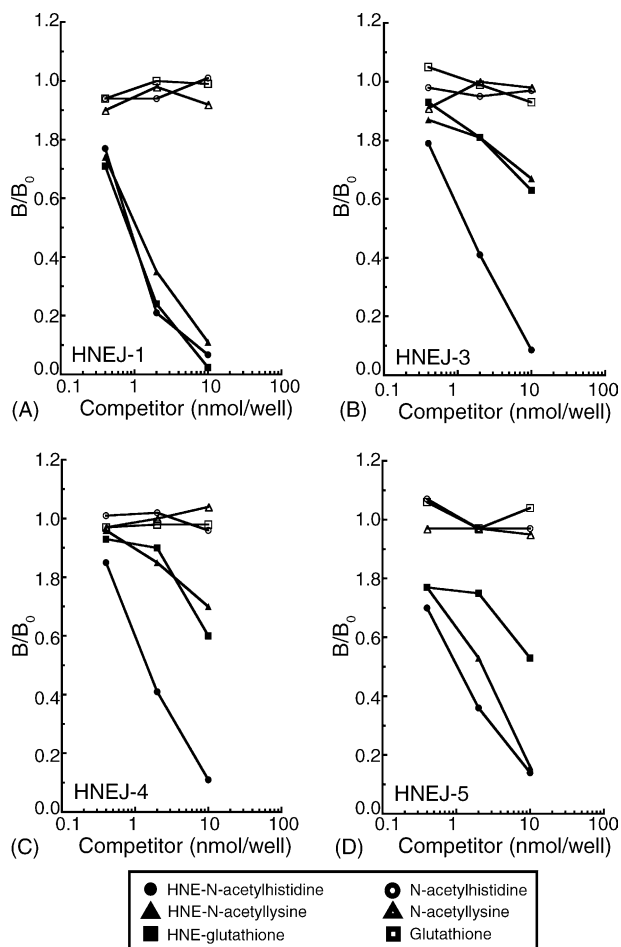 1.2
1.0
1.8
0.6
0.4
0.2
0.0
B/B0
HNEJ-1
0.1 1 10 100
(A) Competitor (nmol/well)
1.2
1.0
1.8
0.6
0.4
0.2
0.0
B/B0
HNEJ-3
0.1 1 10 100
(B) Competitor (nmol/well)
1.2
1.0
1.8
0.6
0.4
0.2
0.0
B/B0
HNEJ-4
0.1 1 10 100
(C) Competitor (nmol/well)
1.2
1.0
1.8
0.6
0.4
0.2
0.0
B/B0
HNEJ-5
0.1 1 10 100
(D) Competitor (nmol/well)
HNE-N-acetylhistidine
HNE-N-acetyllysine
HNE-glutathione
N-acetylhistidine
N-acetyllysine
Glutathione